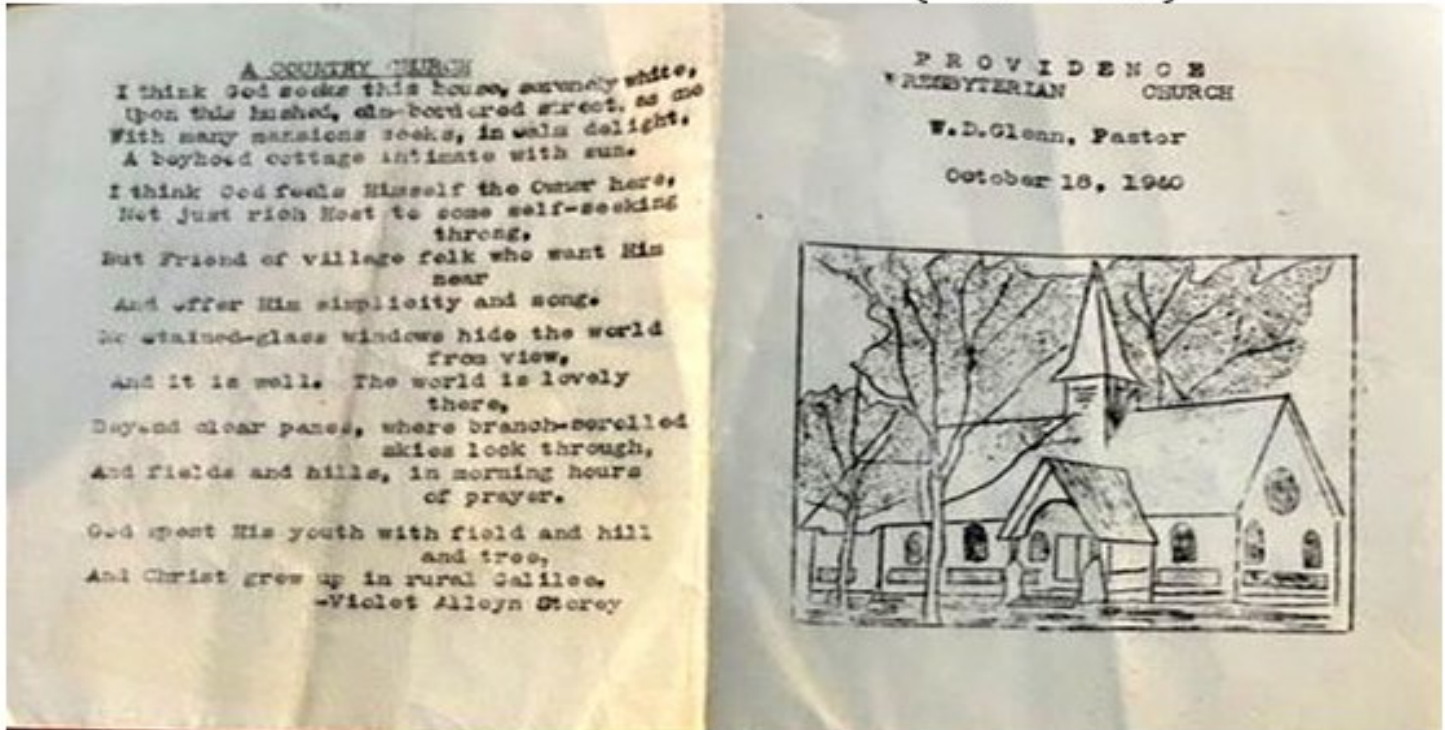 A COUNTRY CHURCH
I think God seeks this house, serenely white,
Upon this hushed, elm-bordered street, as one
With many mansions seeks, in calm delight,
A boyhood cottage intimate with sun.
I think God feels Himself the Owner here,
Not just rich Host to some self-seeking
throng,
But Friend of village folk who want Him
near
And offer Him simplicity and song.
No stained-glass windows hide the world
from view,
And it is well. The world is lovely
there,
Beyond clear panes, where branch-scrolled
skies look through,
And fields and hills, in morning hours
of prayer.
God spent His youth with field and hill
and tree,
And Christ grew up in rural Galilee.
-Violet Alleyn Storey
PROVIDENCE
PRESBYTERIAN CHURCH
W.D.Glenn, Pastor
October 18, 1940